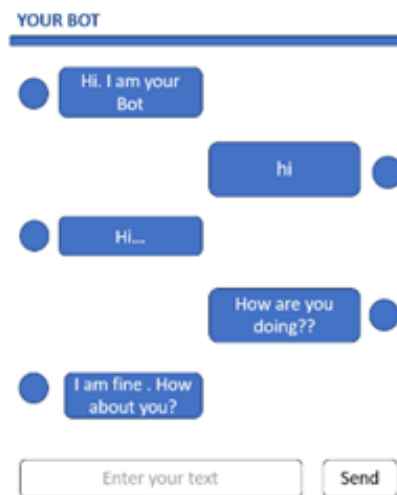 YOUR BOT
Hi. I am your
Bot
hi
Hi...
How are you
doing??
I am fine . How
about you?
Enter your text
Send